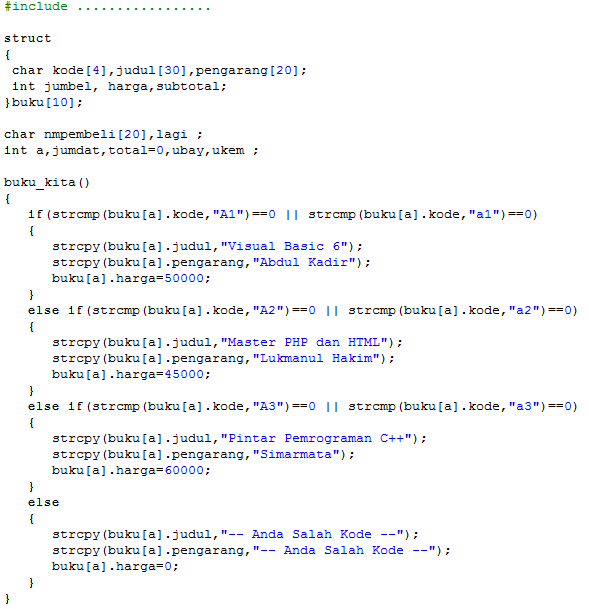 #include .................
struct
{
char kode[4],judul[30],pengarang[20];
int jumbel, harga,subtotal;
}buku[10];
char nmpembeli[20],lagi ;
int a,jumdat,total=0,ubay,ukem ;
buku_kita()
{
if(strcmp(buku[a].kode,"A1")==0 || strcmp(buku[a].kode,"a1")==0)
{
strcpy(buku[a].judul,"Visual Basic 6");
strcpy(buku[a].pengarang,"Abdul Kadir");
buku[a].harga=50000;
}
else if(strcmp(buku[a].kode,"A2")==0 || strcmp(buku[a].kode,"a2")==0)
{
strcpy(buku[a].judul,"Master PHP dan HTML");
strcpy(buku[a].pengarang,"Lukmanul Hakim");
buku[a].harga=45000;
}
else if(strcmp(buku[a].kode,"A3")==0 || strcmp(buku[a].kode,"a3")==0)
{
strcpy(buku[a].judul,"Pintar Pemrograman C++");
strcpy(buku[a].pengarang,"Simarmata");
buku[a].harga=60000;
}
else
{
strcpy(buku[a].judul,"-- Anda Salah Kode --");
strcpy(buku[a].pengarang,"-- Anda Salah Kode --");
buku[a].harga=0;
}
}